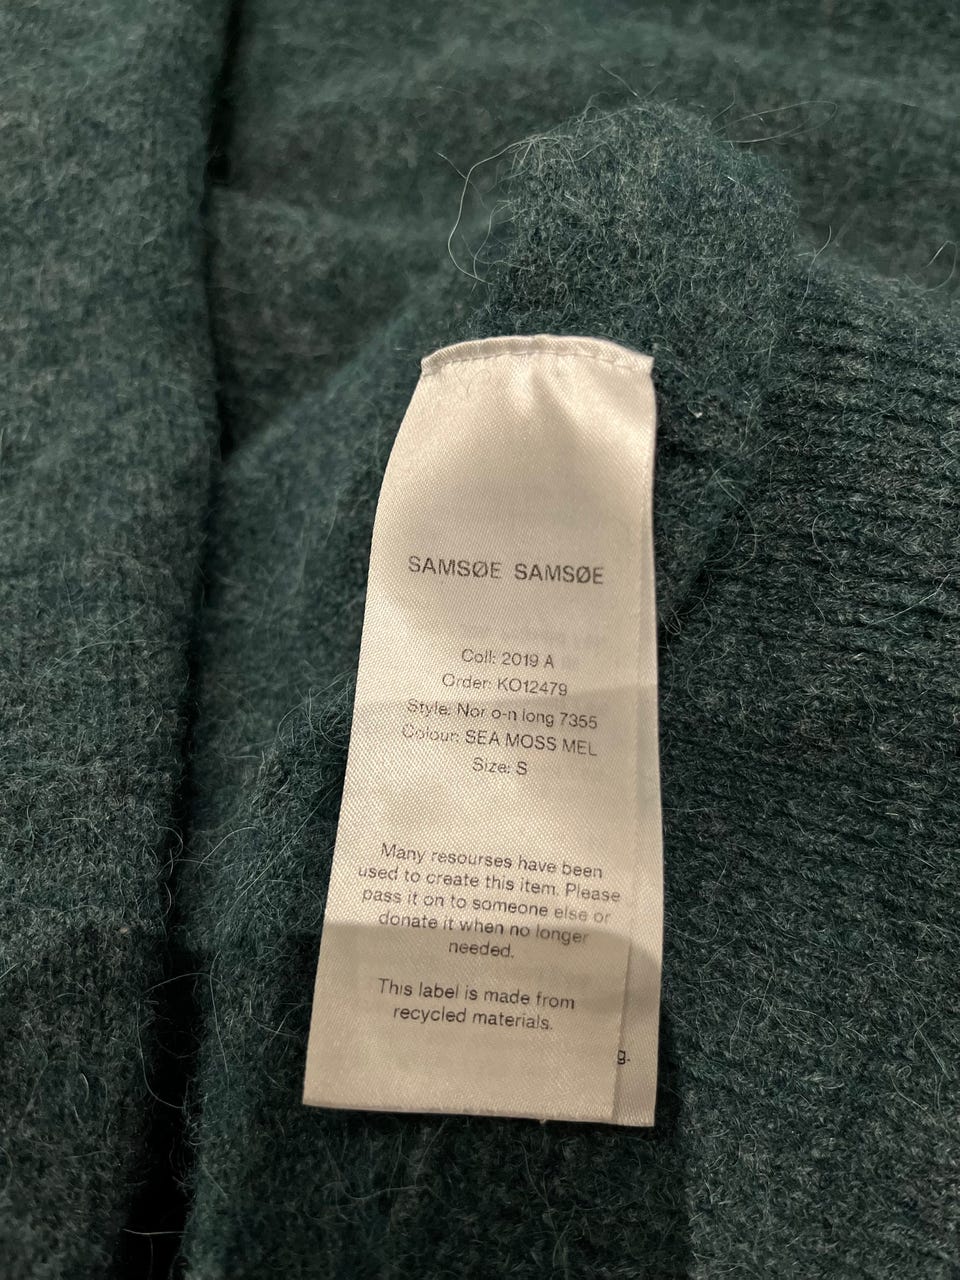 SAMSØE SAMSØE
Coll: 2019 A
Order: KO12479
Style: Nor o-n long 7355
Colour: SEA MOSS MEL
Size: S
Many resourses have been
used to create this item. Please
pass it on to someone else or
donate it when no longer
needed.
This label is made from
recycled materials.
g.